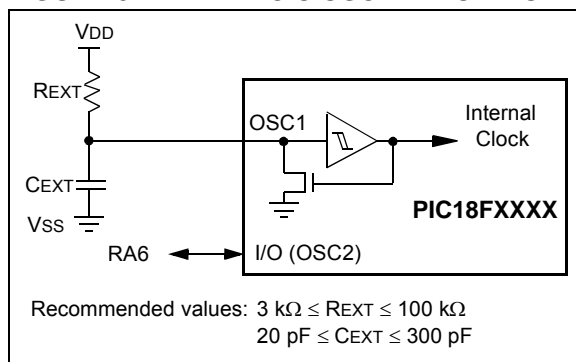 VDD
REXT
OSC1
Internal
Clock
CEXT
PIC18FXXXX
VSS
RA6
I/O (OSC2)
Recommended values: 3 kΩ ≤ REXT ≤ 100 kΩ
20 pF ≤ CEXT ≤ 300 pF